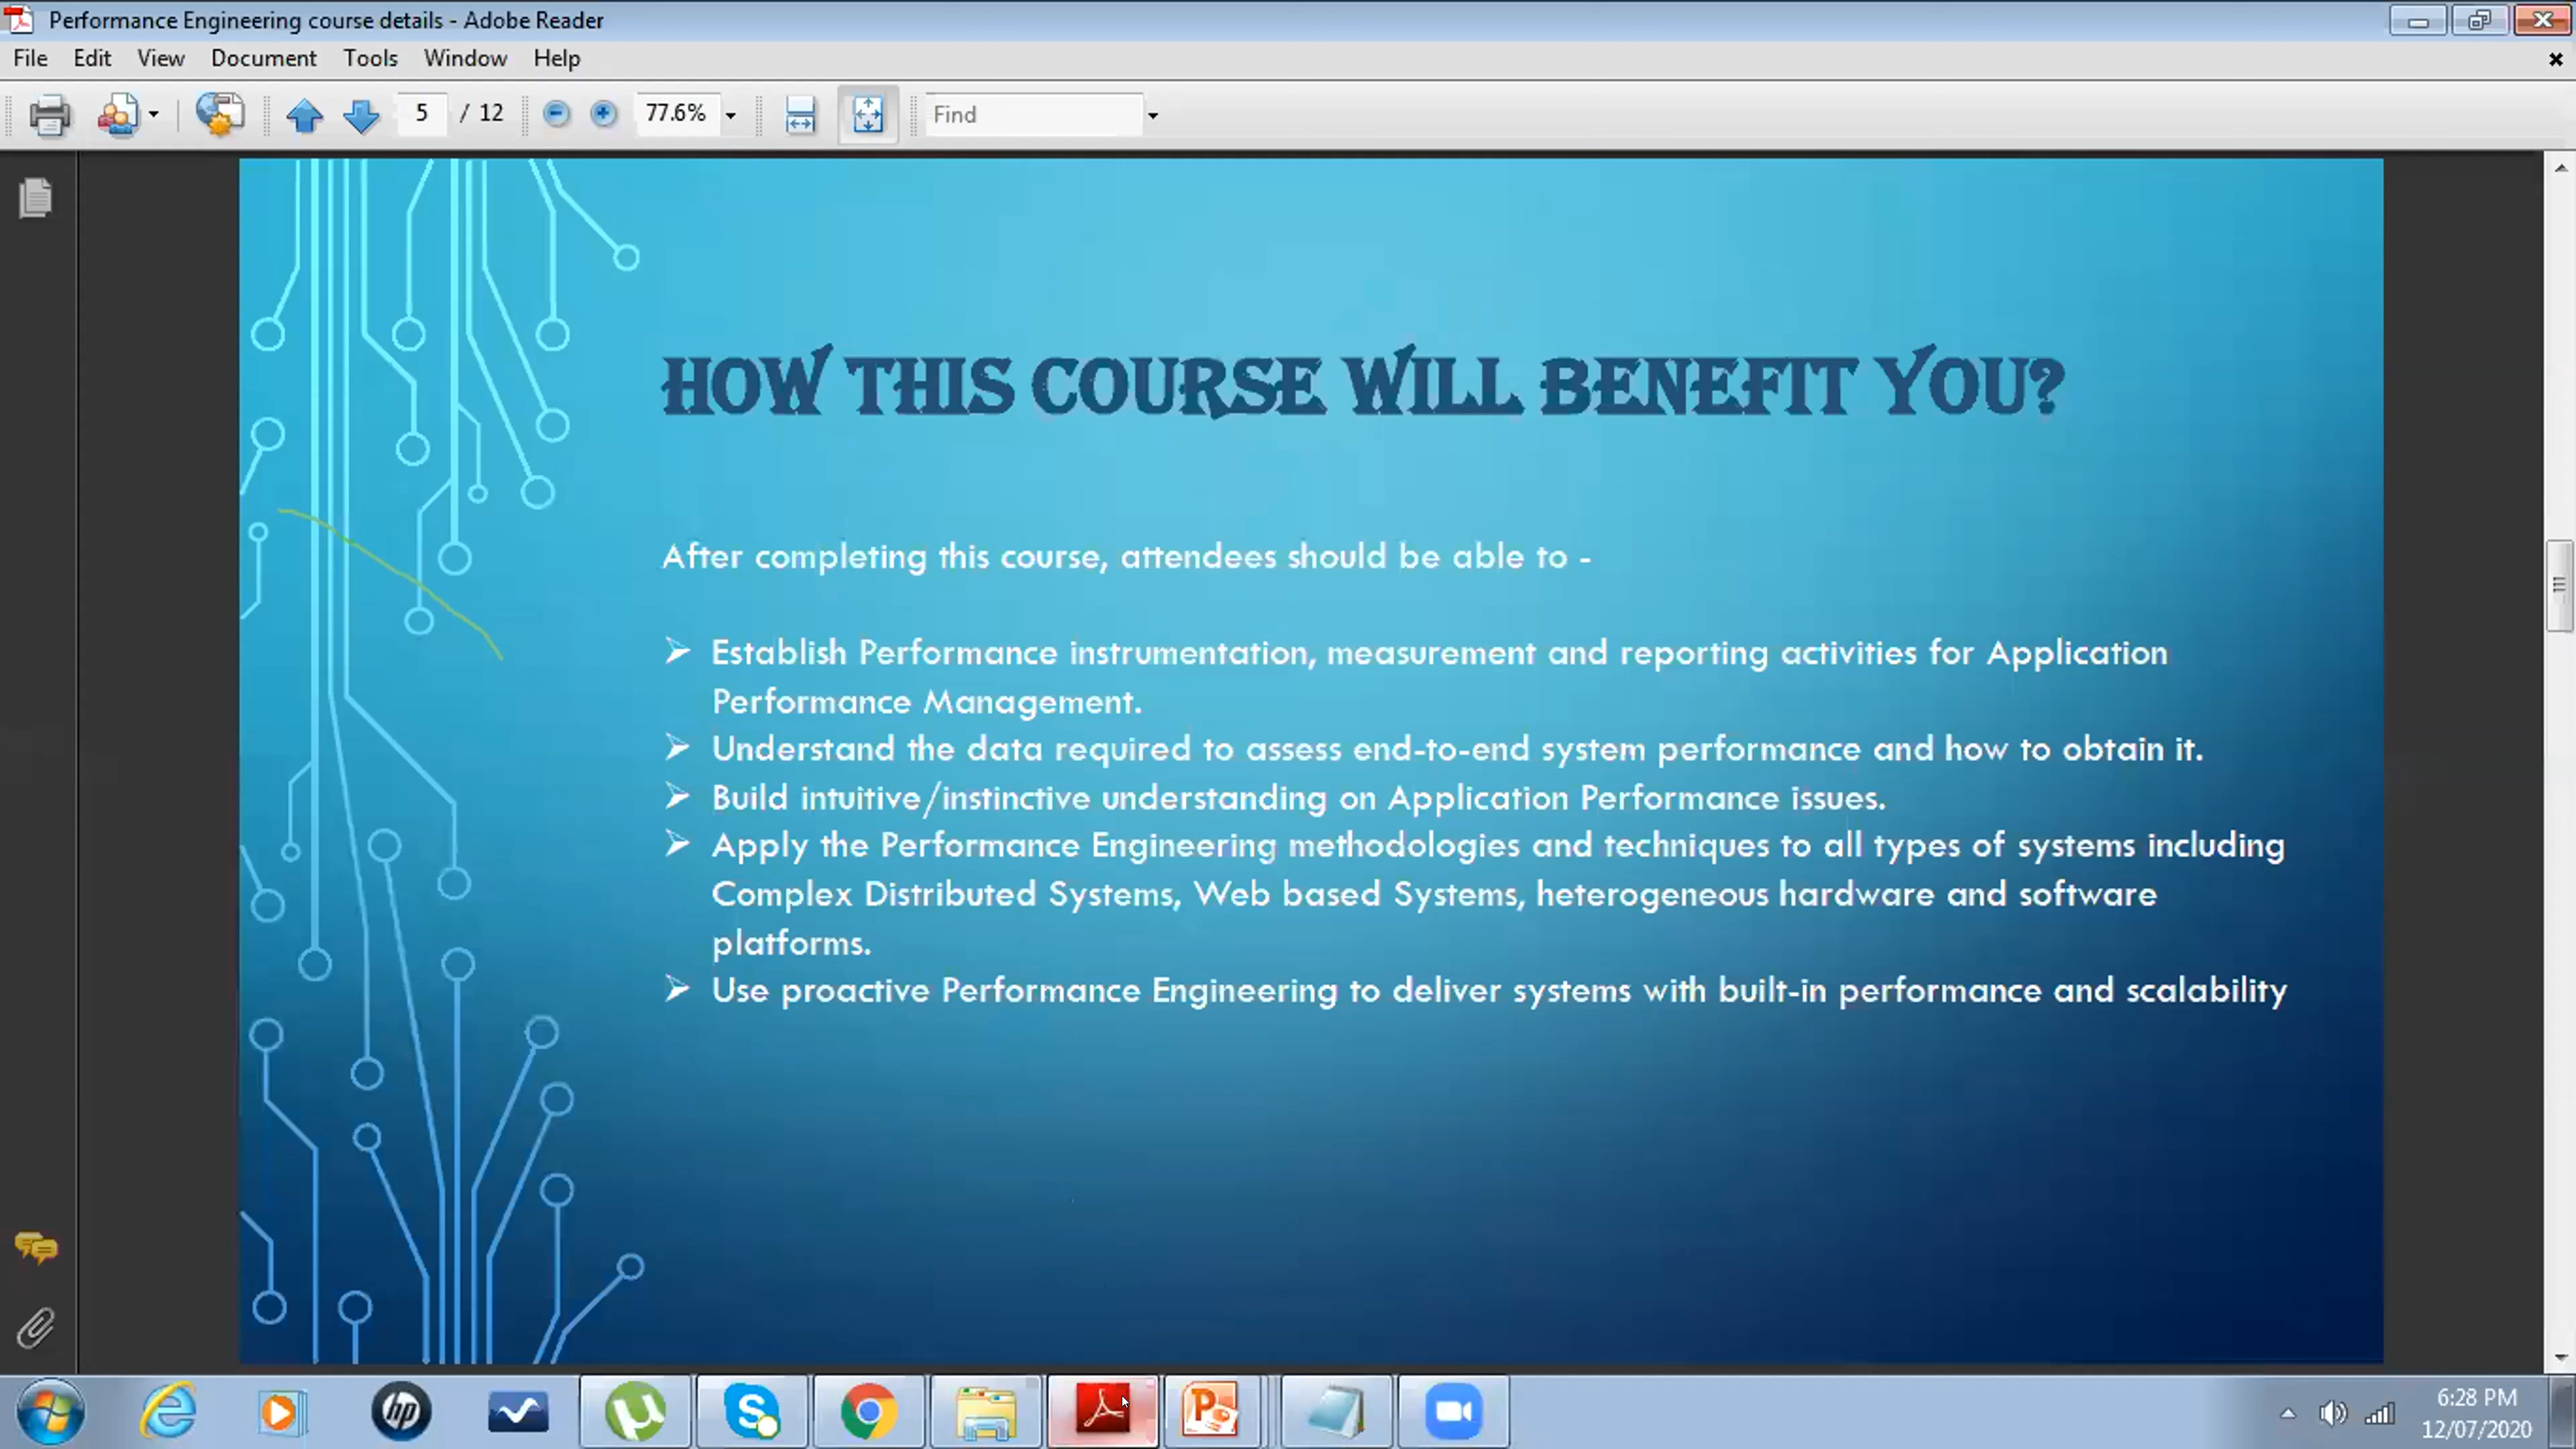 Performance Engineering course details - Adobe Reader
File Edit View Document Tools Window Help
5 / 12 77.6% Find
HOW THIS COURSE WILL BENEFIT YOU?
After completing this course, attendees should be able to -
➢ Establish Performance instrumentation, measurement and reporting activities for Application
Performance Management.
➢ Understand the data required to assess end-to-end system performance and how to obtain it.
➢ Build intuitive/instinctive understanding on Application Performance issues.
➢ Apply the Performance Engineering methodologies and techniques to all types of systems including
Complex Distributed Systems, Web based Systems, heterogeneous hardware and software
platforms.
➢ Use proactive Performance Engineering to deliver systems with built-in performance and scalability
6:28 PM
12/07/2020